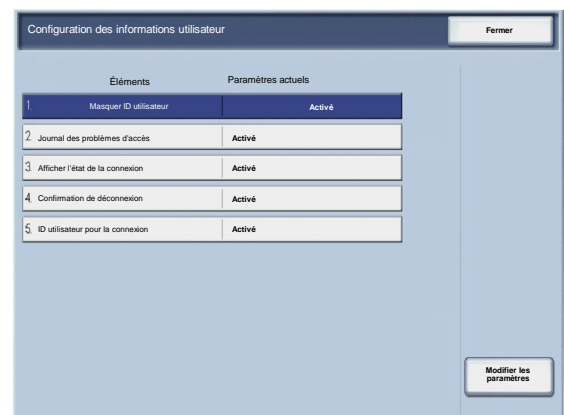 Configuration des informations utilisateur
Fermer
Éléments Paramètres actuels
1. Masquer ID utilisateur Activé
2. Journal des problèmes d'accès Activé
3. Afficher l'état de la connexion Activé
4. Confirmation de déconnexion Activé
5. ID utilisateur pour la connexion Activé
Modifier les
paramètres